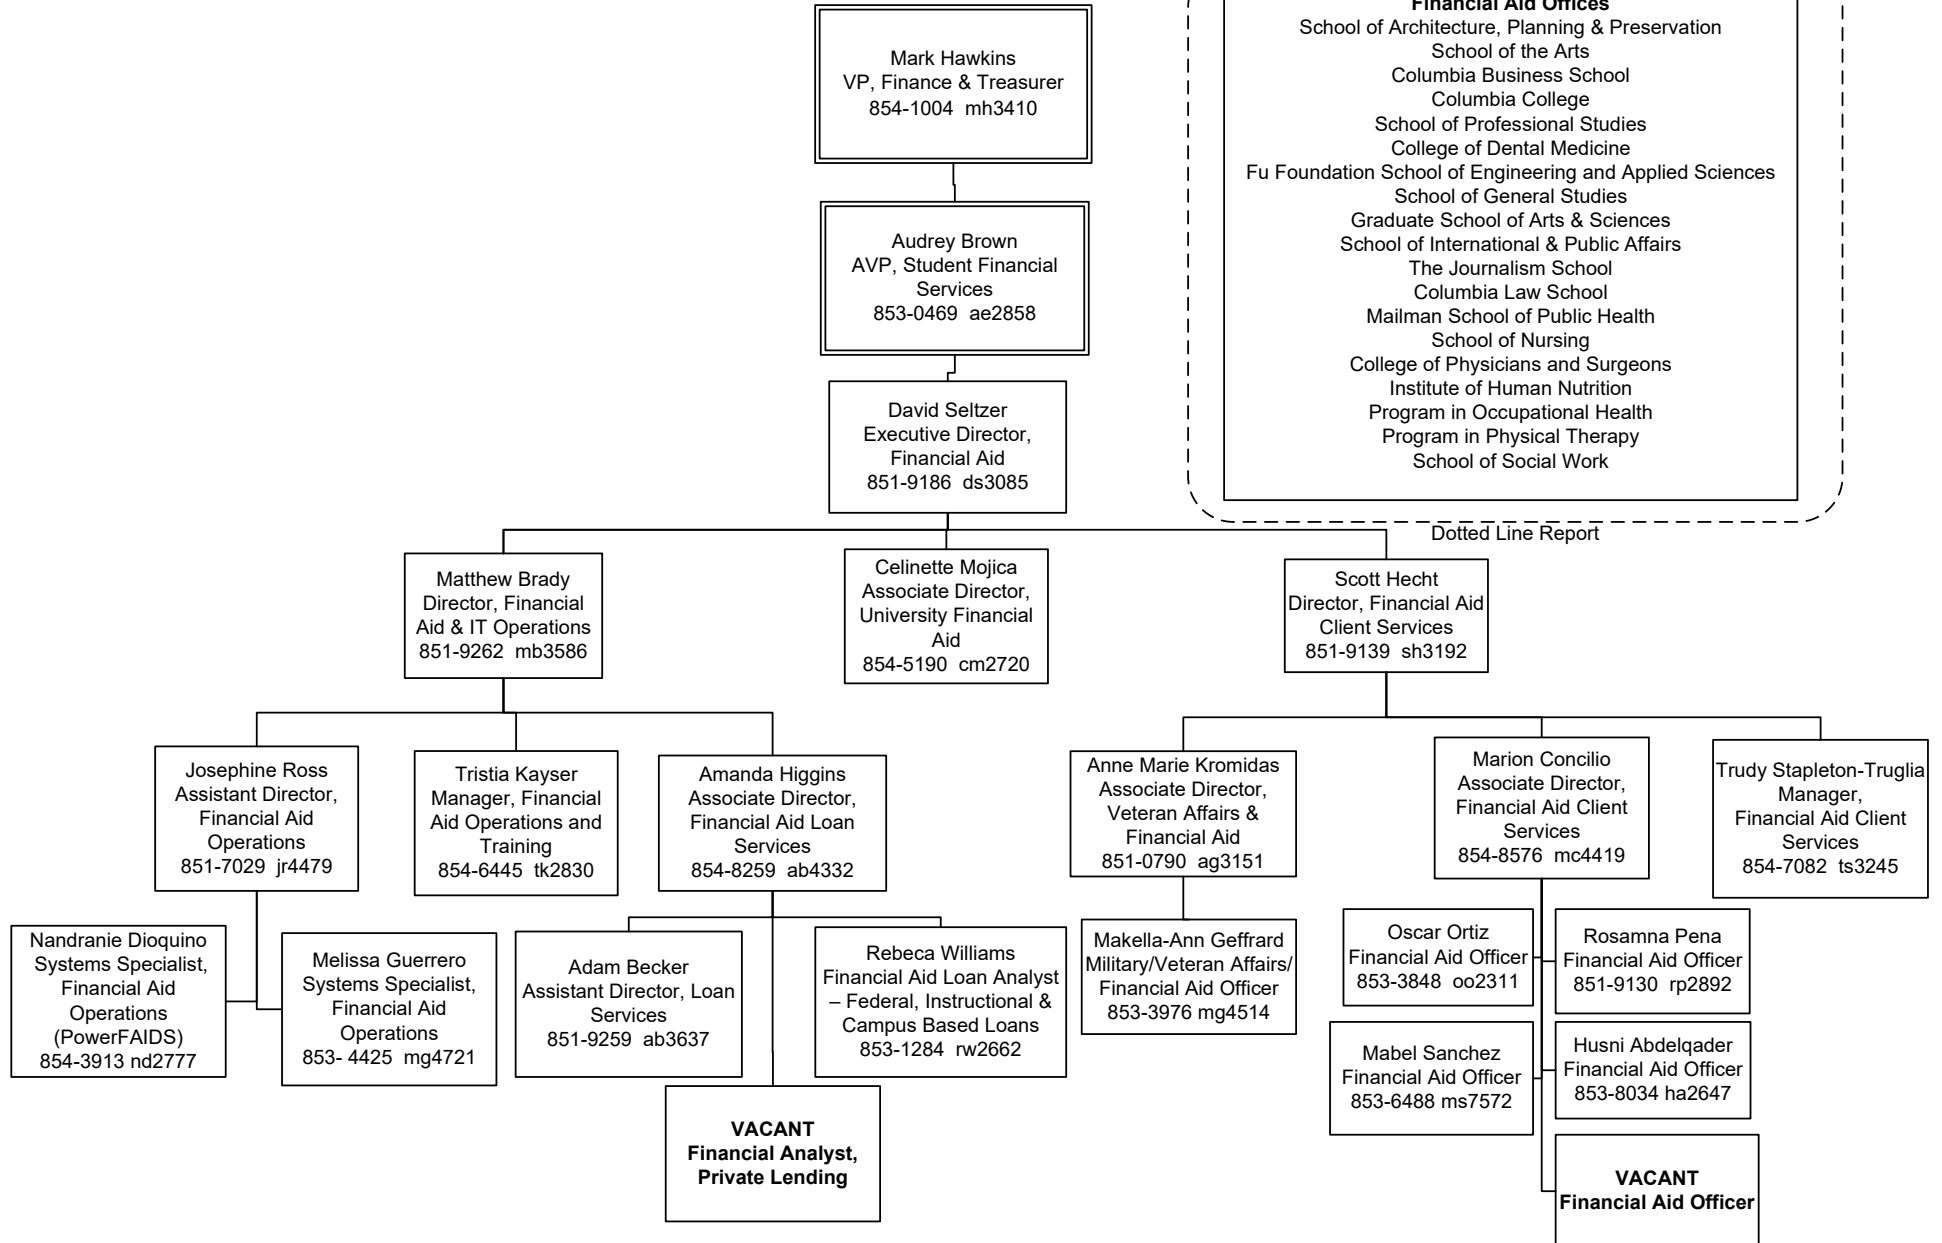 Financial Aid Offices
School of Architecture, Planning & Preservation
School of the Arts
Columbia Business School
Columbia College
School of Professional Studies
College of Dental Medicine
Fu Foundation School of Engineering and Applied Sciences
School of General Studies
Graduate School of Arts & Sciences
School of International & Public Affairs
The Journalism School
Columbia Law School
Mailman School of Public Health
School of Nursing
College of Physicians and Surgeons
Institute of Human Nutrition
Program in Occupational Health
Program in Physical Therapy
School of Social Work
Dotted Line Report
Mark Hawkins
VP, Finance & Treasurer
854-1004 mh3410
Audrey Brown
AVP, Student Financial
Services
853-0469 ae2858
David Seltzer
Executive Director,
Financial Aid
851-9186 ds3085
Matthew Brady
Director, Financial
Aid & IT Operations
851-9262 mb3586
Celinette Mojica
Associate Director,
University Financial
Aid
854-5190 cm2720
Scott Hecht
Director, Financial Aid
Client Services
851-9139 sh3192
Josephine Ross
Assistant Director,
Financial Aid
Operations
851-7029 jr4479
Tristia Kayser
Manager, Financial
Aid Operations and
Training
854-6445 tk2830
Amanda Higgins
Associate Director,
Financial Aid Loan
Services
854-8259 ab4332
Anne Marie Kromidas
Associate Director,
Veteran Affairs &
Financial Aid
851-0790 ag3151
Marion Concilio
Associate Director,
Financial Aid Client
Services
854-8576 mc4419
Trudy Stapleton-Truglia
Manager,
Financial Aid Client
Services
854-7082 ts3245
Nandranie Dioquino
Systems Specialist,
Financial Aid
Operations
(PowerFAIDS)
854-3913 nd2777
Melissa Guerrero
Systems Specialist,
Financial Aid
Operations
853- 4425 mg4721
Adam Becker
Assistant Director, Loan
Services
851-9259 ab3637
Rebeca Williams
Financial Aid Loan Analyst
– Federal, Instructional &
Campus Based Loans
853-1284 rw2662
VACANT
Financial Analyst,
Private Lending
Makella-Ann Geffrard
Military/Veteran Affairs/
Financial Aid Officer
853-3976 mg4514
Oscar Ortiz
Financial Aid Officer
853-3848 oo2311
Rosamna Pena
Financial Aid Officer
851-9130 rp2892
Mabel Sanchez
Financial Aid Officer
853-6488 ms7572
Husni Abdelqader
Financial Aid Officer
853-8034 ha2647
VACANT
Financial Aid Officer